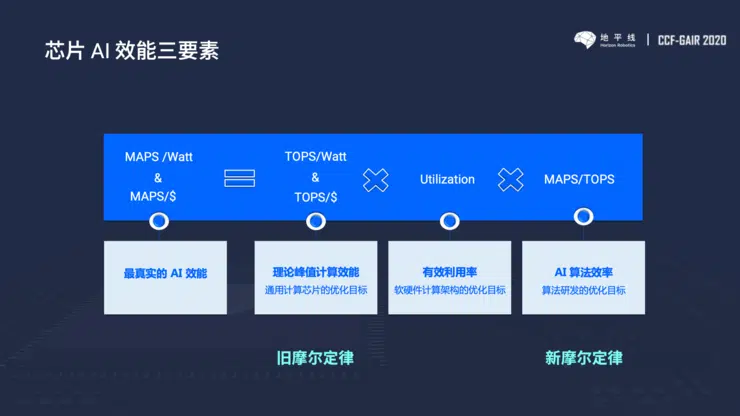 芯片 AI 效能三要素
地平线
Horizon Robotics
CCF-GAIR 2020
MAPS /Watt
&
MAPS/$
TOPS/Watt
&
TOPS/$
Utilization
MAPS/TOPS
最真实的 AI 效能
理论峰值计算效能
通用计算芯片的优化目标
有效利用率
软硬件计算架构的优化目标
AI 算法效率
算法研发的优化目标
旧摩尔定律
新摩尔定律